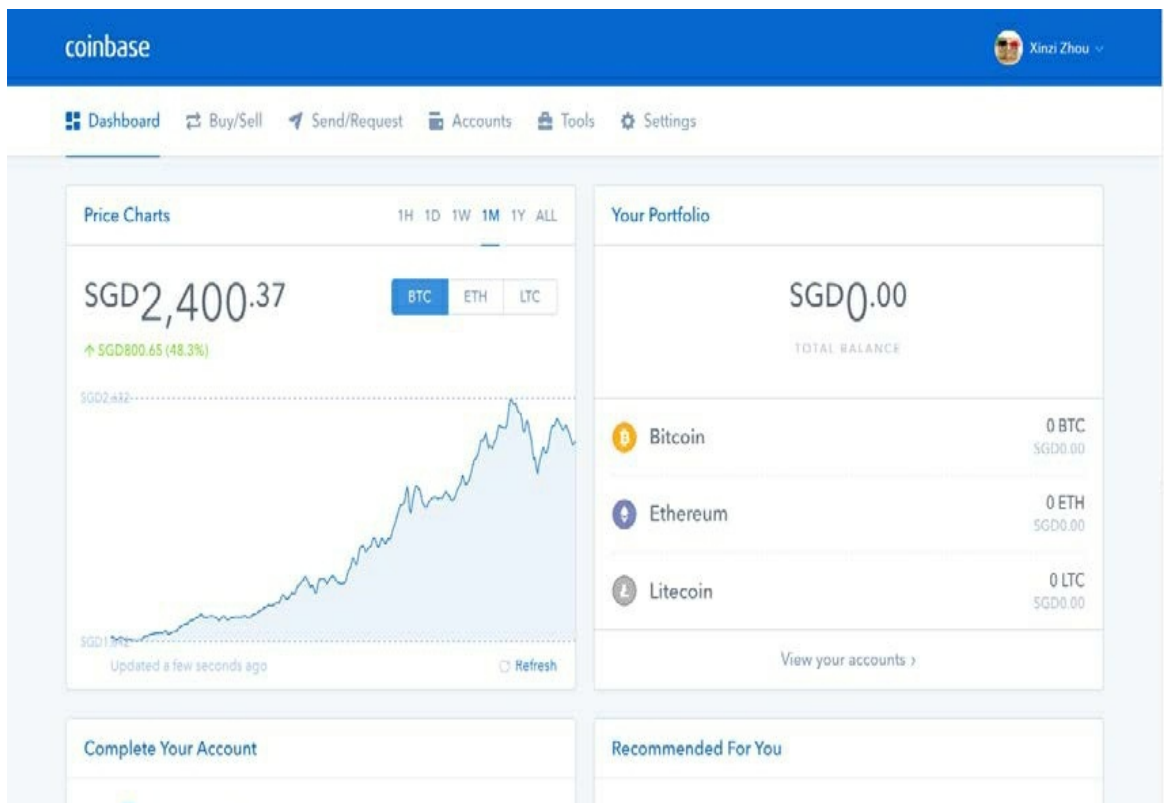 coinbase
Xinzi Zhou
Dashboard Buy/Sell Send/Request Accounts Tools Settings
Price Charts 1H 1D 1W 1M 1Y ALL
SGD2,400.37 BTC ETH LTC
↑ SGD800.65 (48.3%)
Updated a few seconds ago Refresh
Your Portfolio
SGD0.00
TOTAL BALANCE
Bitcoin 0 BTC
SGD0.00
Ethereum 0 ETH
SGD0.00
Litecoin 0 LTC
SGD0.00
View your accounts ›
Complete Your Account
Recommended For You